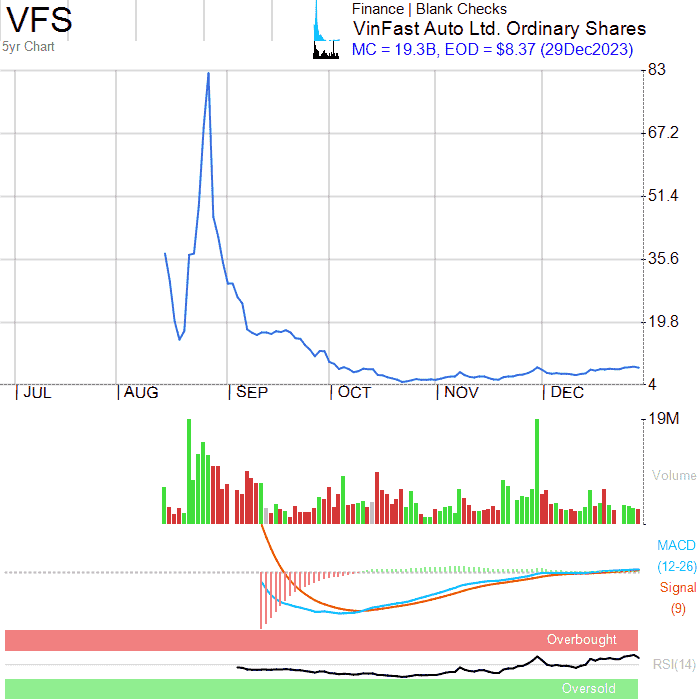 VFS
5yr Chart
Finance | Blank Checks
VinFast Auto Ltd. Ordinary Shares
MC = 19.3B, EOD = $8.37 (29Dec2023)
83
67.2
51.4
35.6
19.8
4
JUL AUG SEP OCT NOV DEC
19M
Volume
MACD
(12-26)
Signal
(9)
Overbought
RSI(14)
Oversold